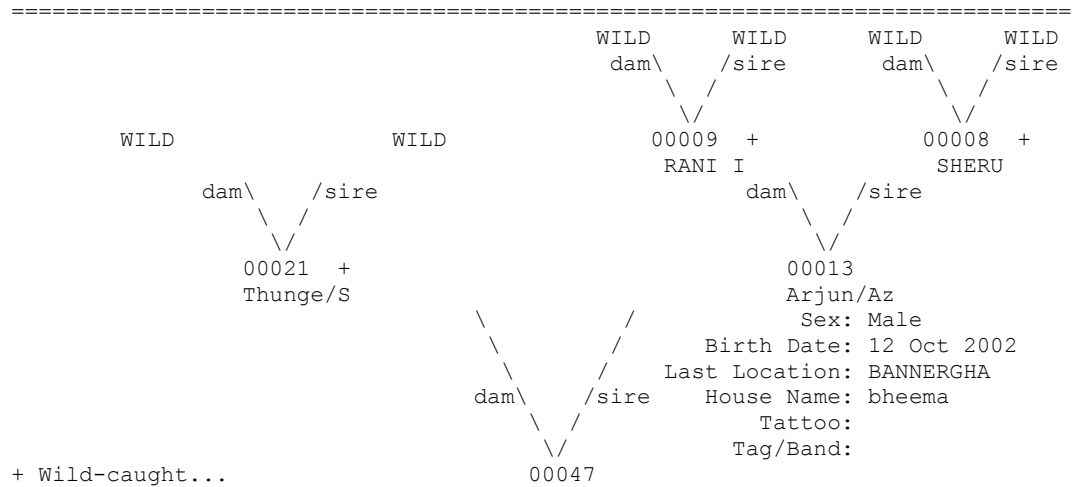 ==============================================================================
WILD WILD WILD WILD
dam\ /sire dam\ /sire
\ / \ /
\/ \/
WILD WILD 00009 + 00008 +
RANI I SHERU
dam\ /sire dam\ /sire
\ / \ /
\/ \/
00021 + 00013
Thunge/S Arjun/Az
\ / Sex: Male
\ / Birth Date: 12 Oct 2002
\ / Last Location: BANNERGHA
dam\ /sire House Name: bheema
\ / Tattoo:
\/ Tag/Band:
+ Wild-caught... 00047